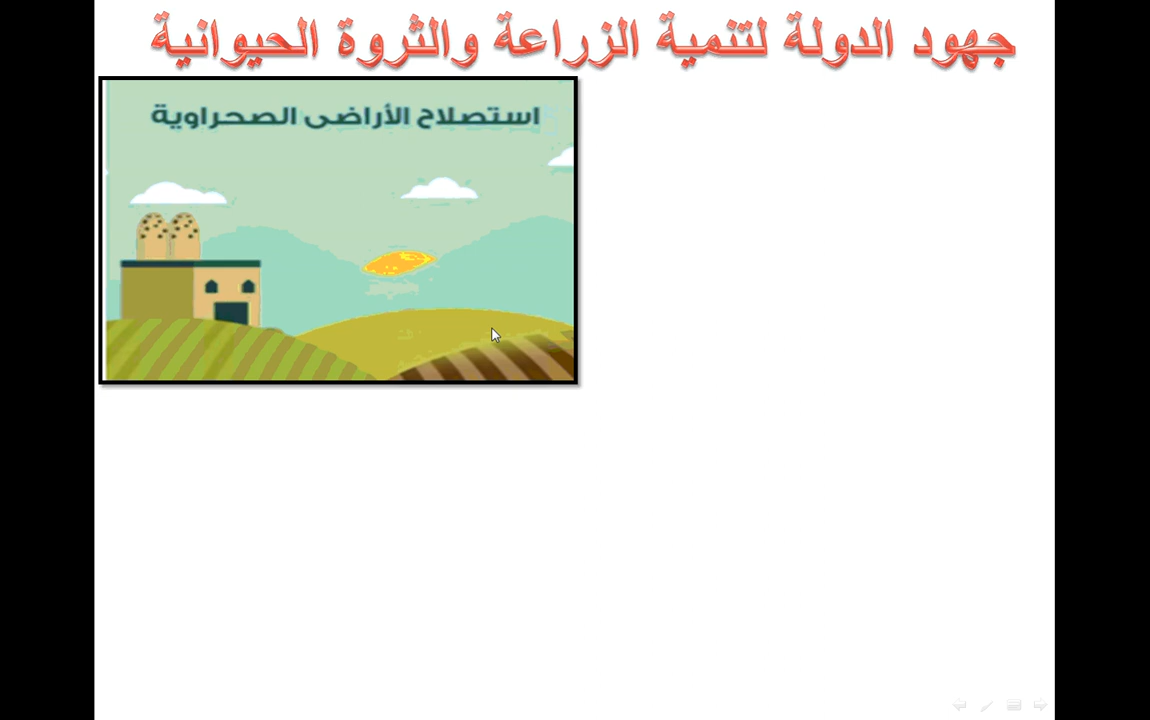 جهود الدولة لتنمية الزراعة والثروة الحيوانية
استصلاح الأراضى الصحراوية